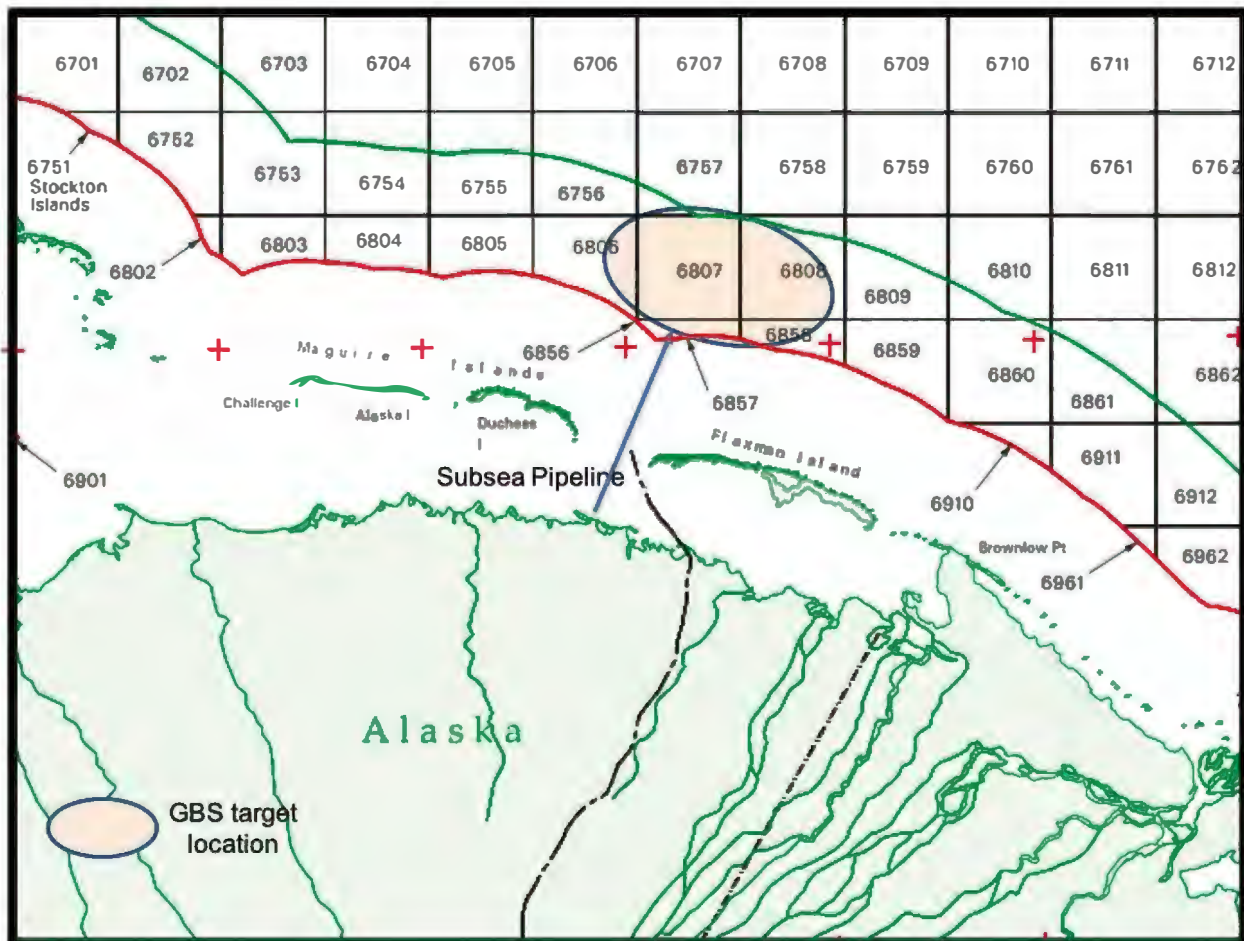 6701 6702 6703 6704 6705 6706 6707 6708 6709 6710 6711 6712
6751 6752 6753 6754 6755 6756 6757 6758 6759 6760 6761 6762
Stockton
Islands
6802 6803 6804 6805 6806 6807 6808 6809 6810 6811 6812
6856 6857 6858 6859 6860 6861 6862
Maguire Islands
Challenge I
Alaska I
Duchess
I
Flaxman Island
Subsea Pipeline
6901 6910 6911 6912
Brownlow Pt
6961 6962
Alaska
GBS target
location